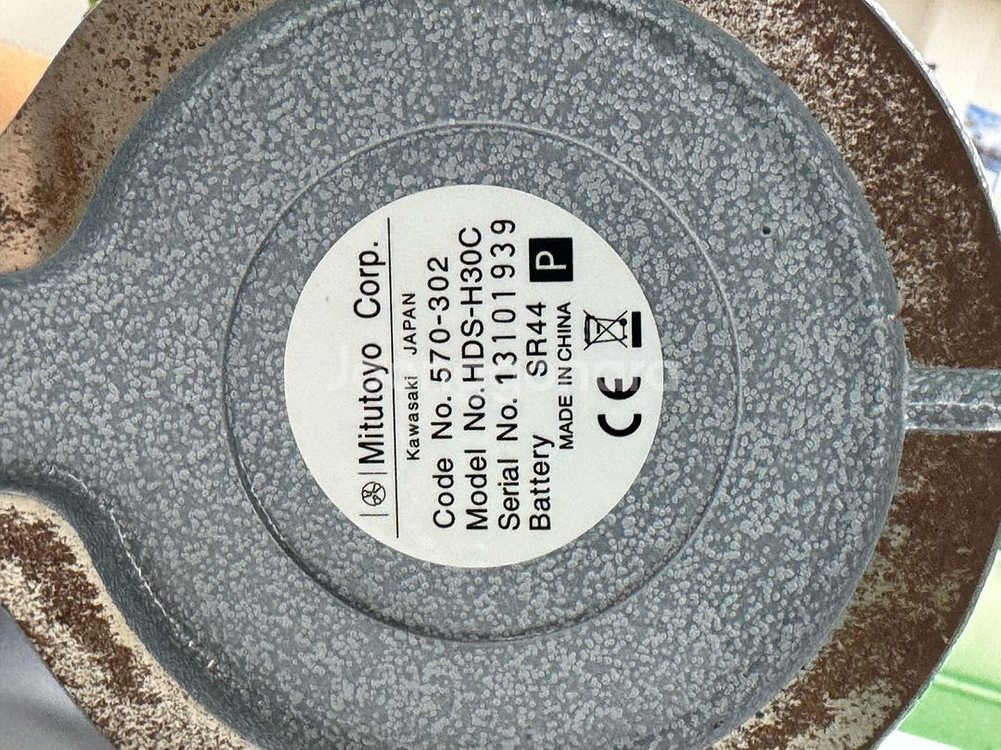 Mitutoyo Corp.
Kawasaki JAPAN
Code No. 570-302
Model No. HDS-H30C
Serial No. 13101939
Battery SR44 P
MADE IN CHINA
CE